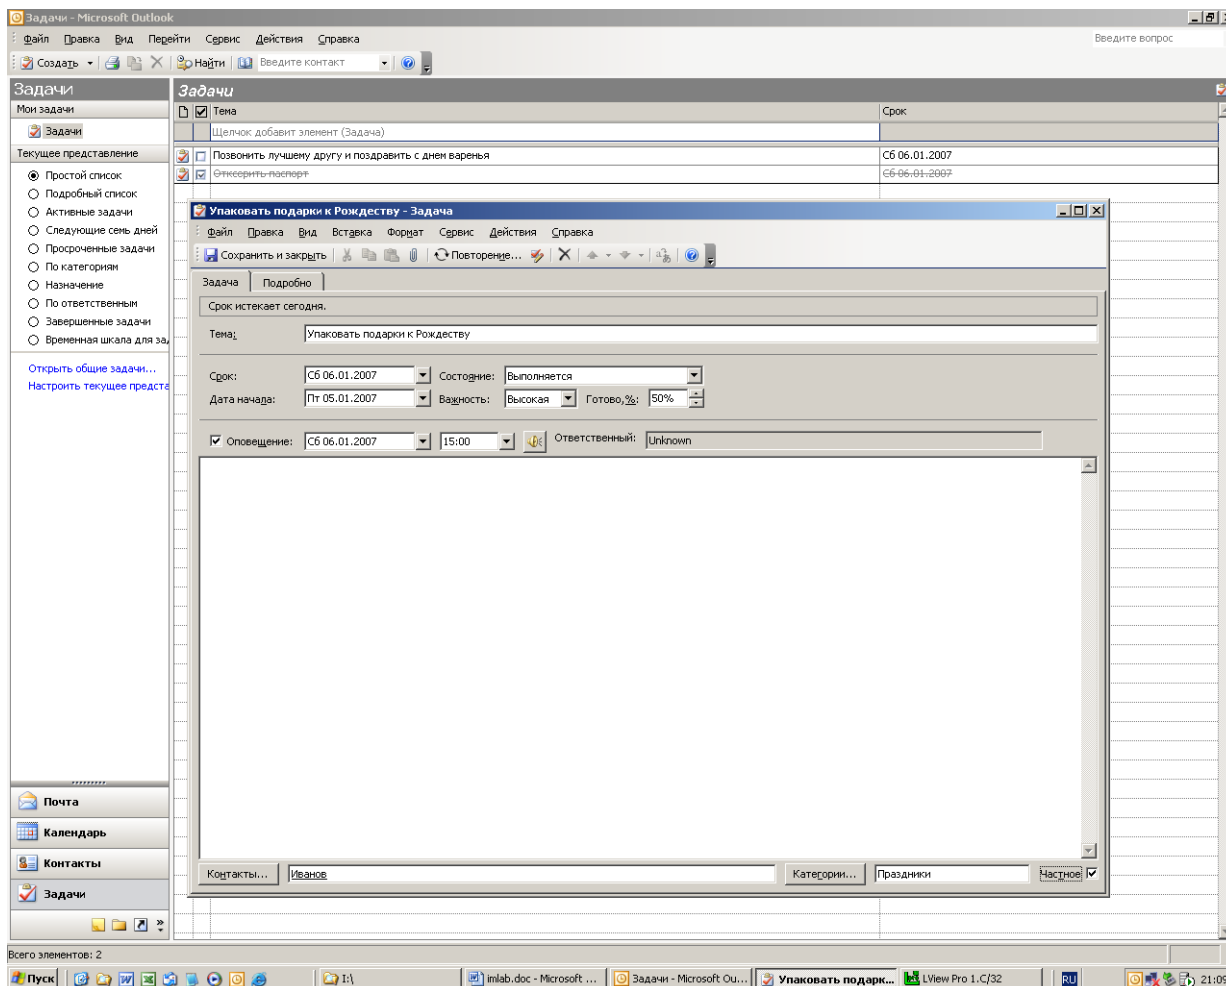 Задачи - Microsoft Outlook
Файл Правка Вид Перейти Сервис Действия Справка
Введите вопрос
Создать Найти Введите контакт
Задачи
Мои задачи
Задачи
Текущее представление
Простой список
Подробный список
Активные задачи
Следующие семь дней
Просроченные задачи
По категориям
Назначение
По ответственным
Завершенные задачи
Временная шкала для за
Открыть общие задачи...
Настроить текущее предста
Задачи
Тема Срок
Щелчок добавит элемент (Задача)
Позвонить лучшему другу и поздравить с днем варенья Сб 06.01.2007
Отксерить паспорт Сб 06.01.2007
Упаковать подарки к Рождеству - Задача
Файл Правка Вид Вставка Формат Сервис Действия Справка
Сохранить и закрыть Повторение...
Задача Подробно
Срок истекает сегодня.
Тема: Упаковать подарки к Рождеству
Срок: Сб 06.01.2007 Состояние: Выполняется
Дата начала: Пт 05.01.2007 Важность: Высокая Готово,%: 50%
Оповещение: Сб 06.01.2007 15:00 Ответственный: Unknown
Контакты... Иванов Категории... Праздники Частное
Почта
Календарь
Контакты
Задачи
Всего элементов: 2
Пуск I:\ imlab.doc - Microsoft ... Задачи - Microsoft Ou... Упаковать подарк... LView Pro 1.C/32 RU 21:09